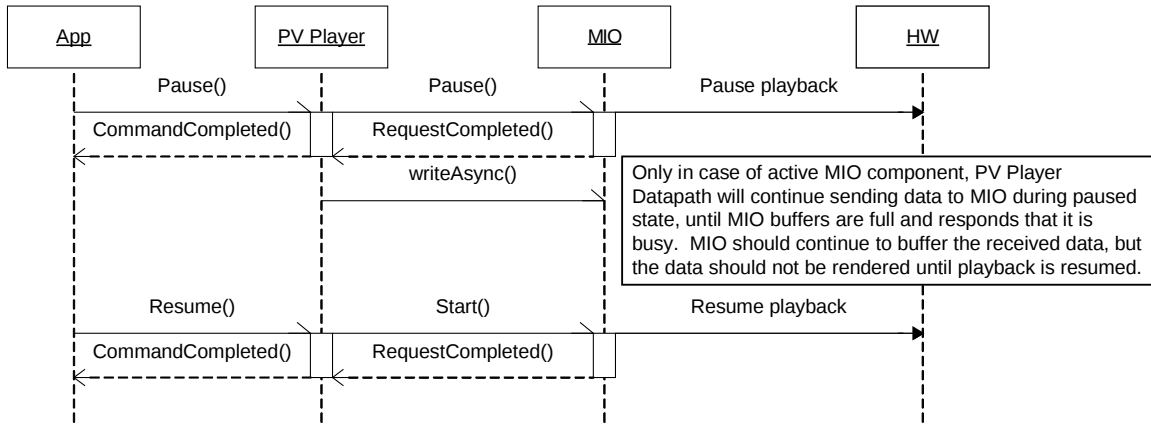 App
PV Player
MIO
HW
Pause()
Pause()
Pause playback
CommandCompleted()
RequestCompleted()
writeAsync()
Only in case of active MIO component, PV Player
Datapath will continue sending data to MIO during paused
state, until MIO buffers are full and responds that it is
busy.  MIO should continue to buffer the received data, but
the data should not be rendered until playback is resumed.
Resume()
Start()
Resume playback
CommandCompleted()
RequestCompleted()